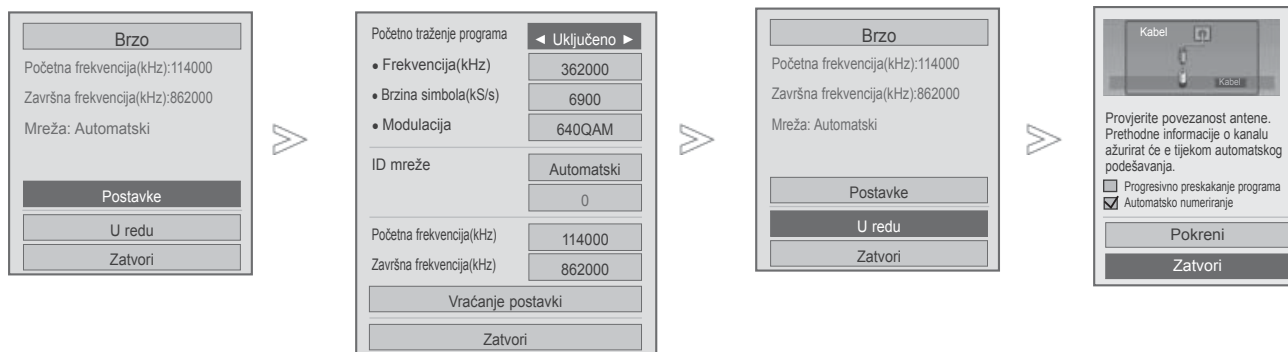 Brzo
Početna frekvencija(kHz):114000
Završna frekvencija(kHz):862000
Mreža: Automatski
Postavke
U redu
Zatvori
Početno traženje programa ◄ Uključeno ►
• Frekvencija(kHz) 362000
• Brzina simbola(kS/s) 6900
• Modulacija 640QAM
ID mreže Automatski
0
Početna frekvencija(kHz) 114000
Završna frekvencija(kHz) 862000
Vraćanje postavki
Zatvori
Brzo
Početna frekvencija(kHz):114000
Završna frekvencija(kHz):862000
Mreža: Automatski
Postavke
U redu
Zatvori
Kabel
Kabel
Provjerite povezanost antene.
Prethodne informacije o kanalu
ažurirat će e tijekom automatskog
podešavanja.
Progresivno preskakanje programa
Automatsko numeriranje
Pokreni
Zatvori